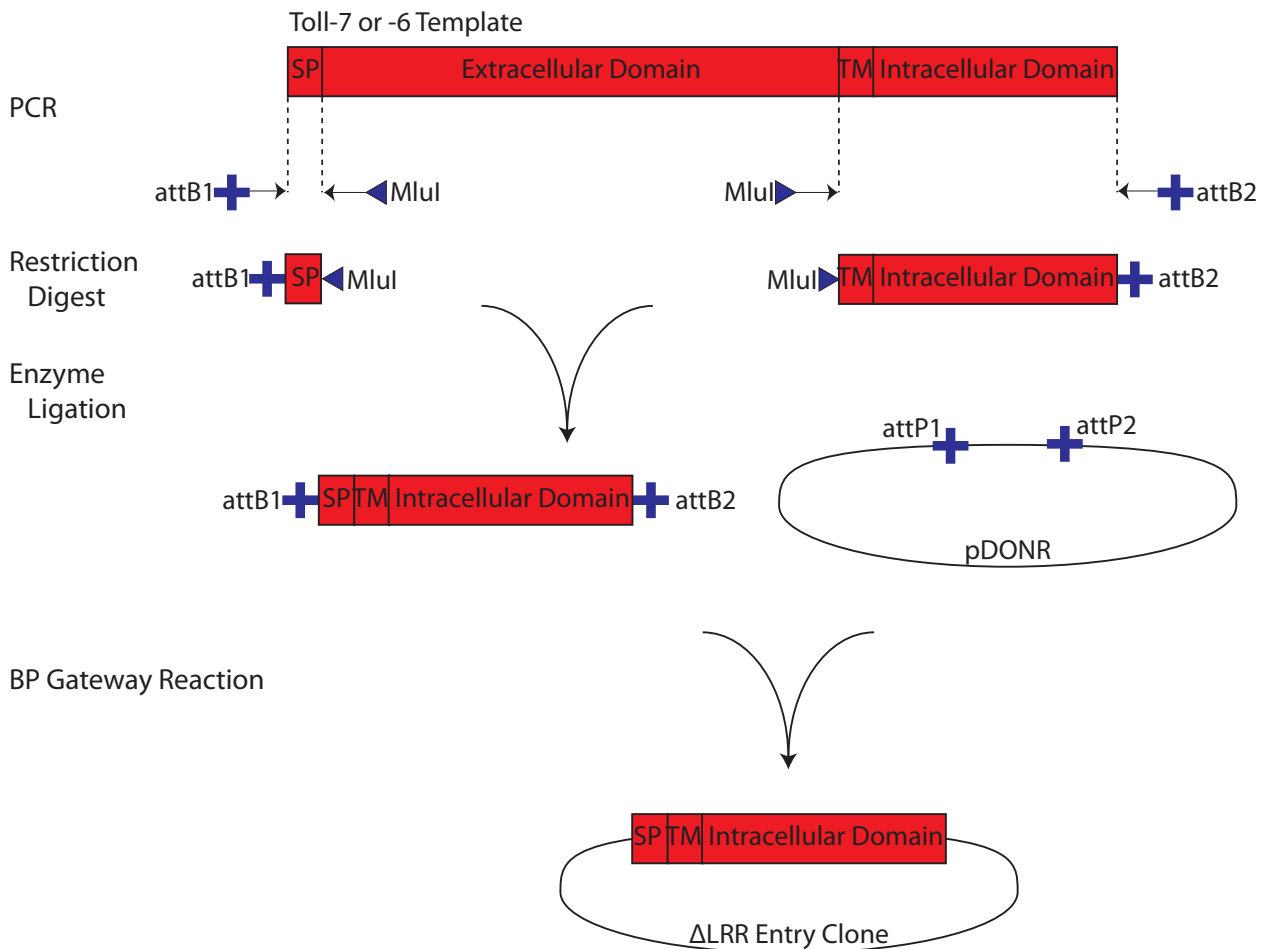 Toll-7 or -6 Template
SP Extracellular Domain TM Intracellular Domain
PCR
attB1 MluI MluI attB2
Restriction
Digest
attB1 SP MluI MluI TM Intracellular Domain attB2
Enzyme
Ligation
attP1 attP2
attB1 SP TM Intracellular Domain attB2
pDONR
BP Gateway Reaction
SP TM Intracellular Domain
ΔLRR Entry Clone